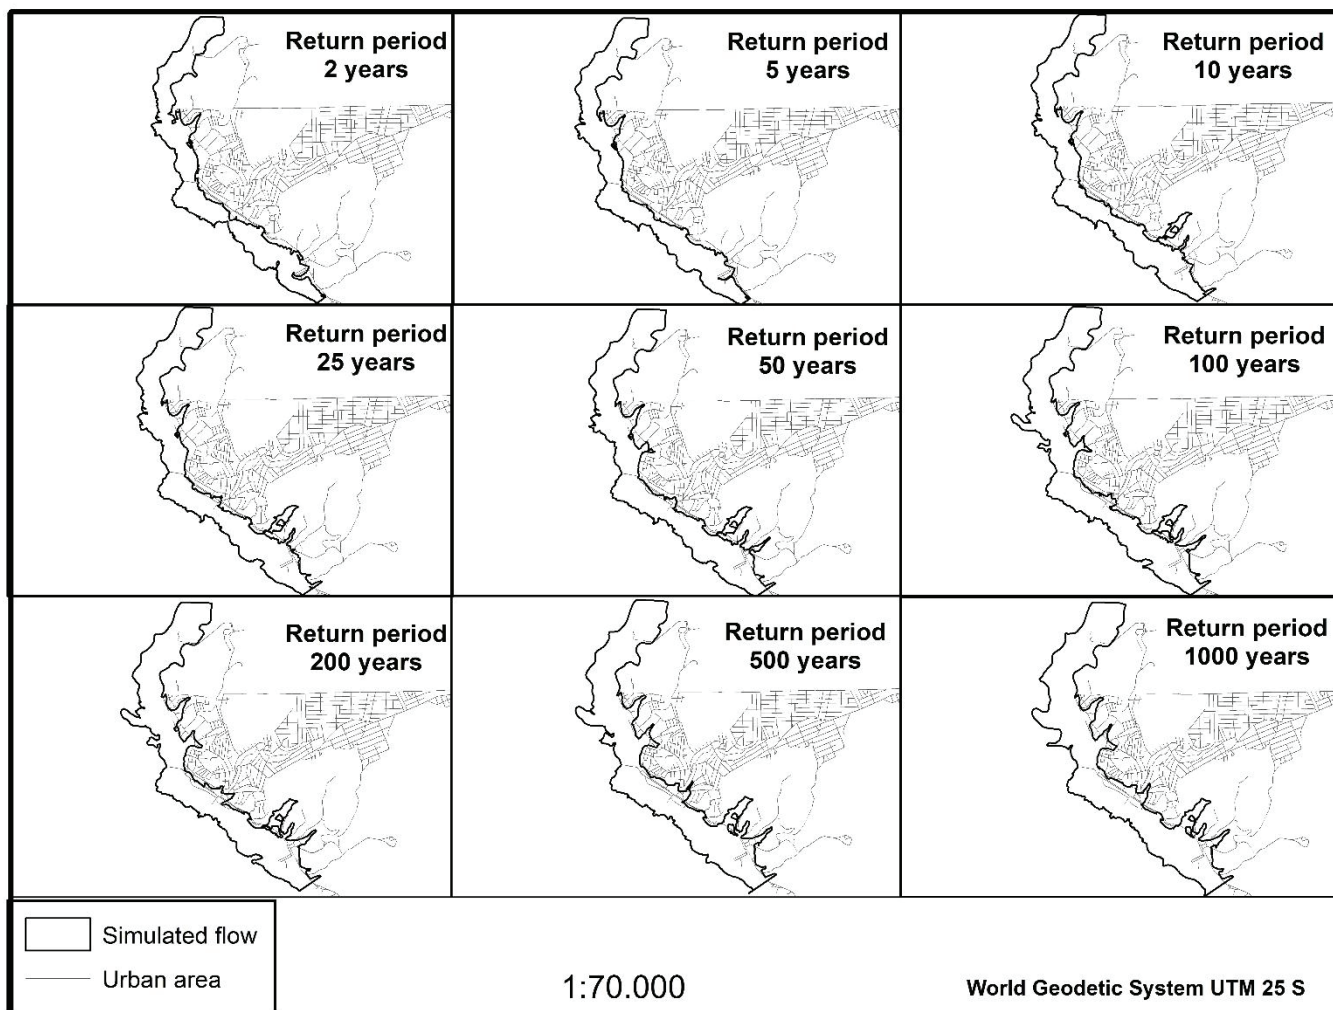 Return period
2 years
Return period
5 years
Return period
10 years
Return period
25 years
Return period
50 years
Return period
100 years
Return period
200 years
Return period
500 years
Return period
1000 years
Simulated flow
Urban area
1:70.000
World Geodetic System UTM 25 S